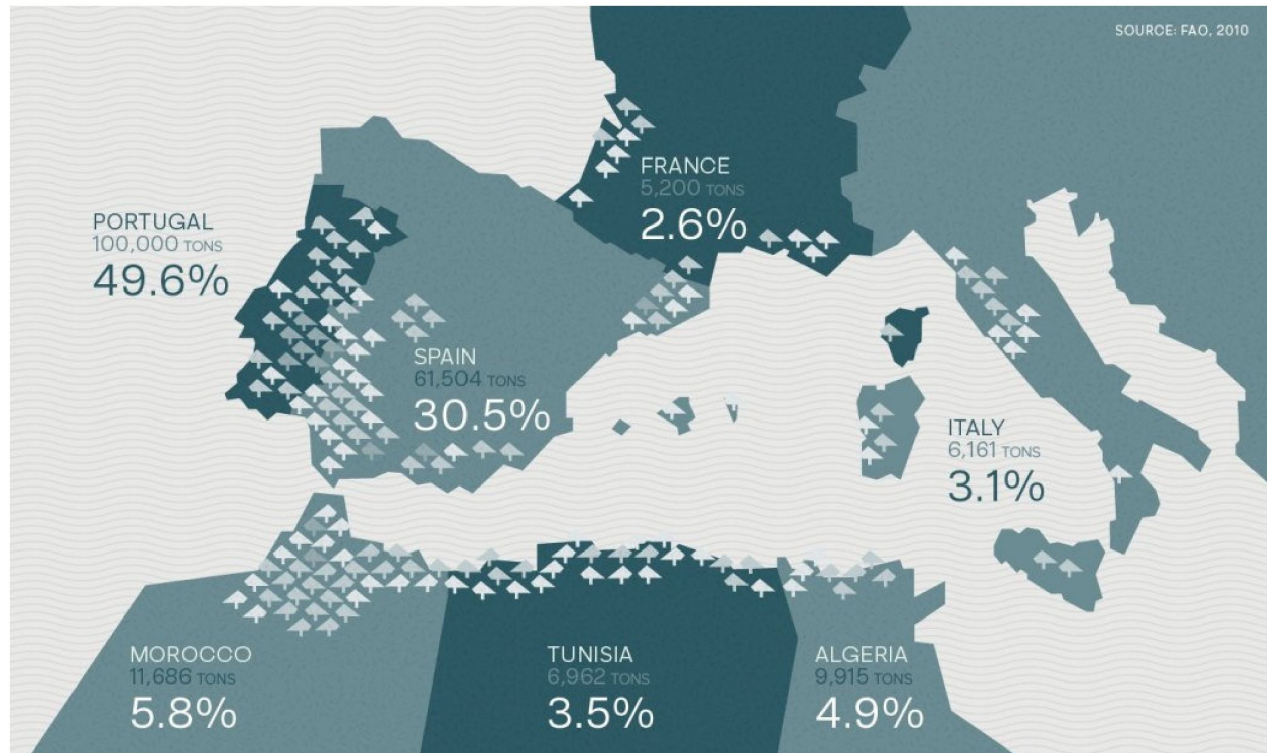 SOURCE: FAO, 2010
FRANCE
5,200 TONS
2.6%
PORTUGAL
100,000 TONS
49.6%
SPAIN
61,504 TONS
30.5%
ITALY
6,161 TONS
3.1%
MOROCCO
11,686 TONS
5.8%
TUNISIA
6,962 TONS
3.5%
ALGERIA
9,915 TONS
4.9%